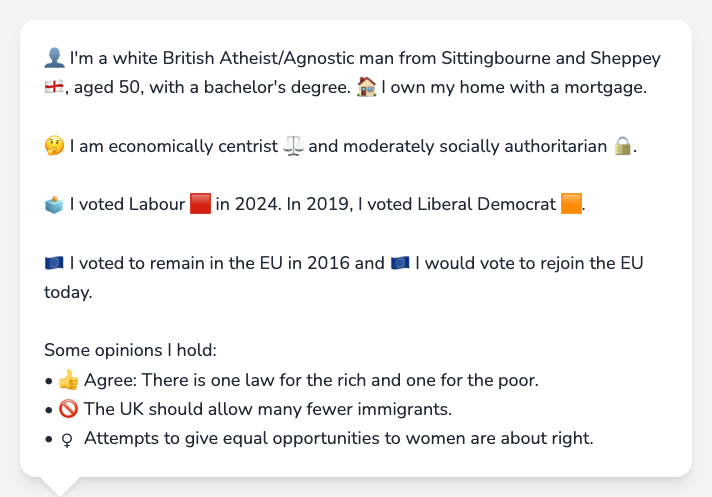 👤 I'm a white British Atheist/Agnostic man from Sittingbourne and Sheppey
🏴󠁧󠁢󠁥󠁮󠁧󠁿, aged 50, with a bachelor's degree. 🏠 I own my home with a mortgage.
🤔 I am economically centrist ⚖️ and moderately socially authoritarian 🔒.
🗳️ I voted Labour 🟥 in 2024. In 2019, I voted Liberal Democrat 🟧.
🇪🇺 I voted to remain in the EU in 2016 and 🇪🇺 I would vote to rejoin the EU
today.
Some opinions I hold:
• 👍 Agree: There is one law for the rich and one for the poor.
• 🚫 The UK should allow many fewer immigrants.
• ♀ Attempts to give equal opportunities to women are about right.